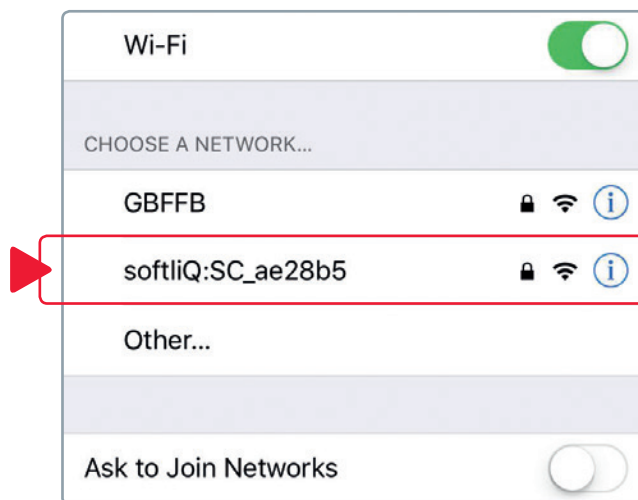 Wi-Fi
CHOOSE A NETWORK...
GBFFB
softliQ:SC_ae28b5
Other...
Ask to Join Networks